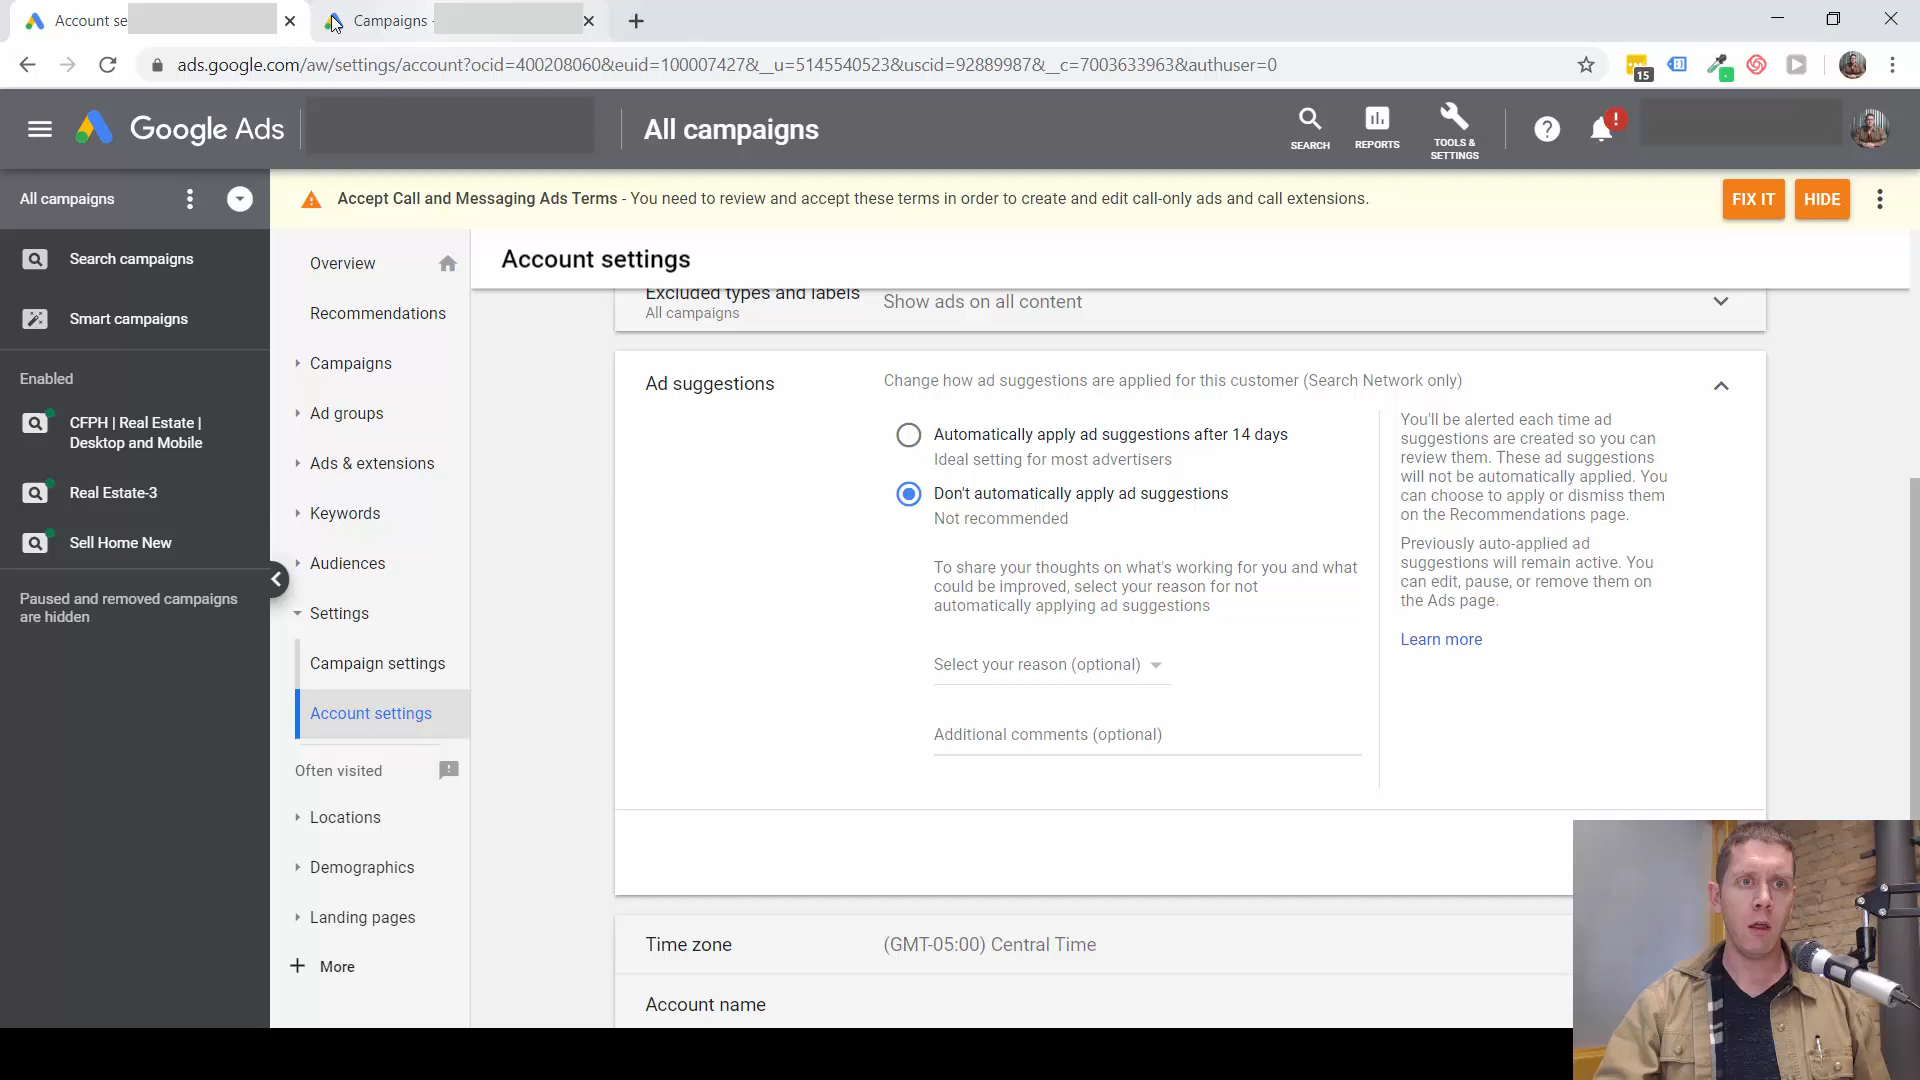 Account se
Campaigns -
ads.google.com/aw/settings/account?ocid=400208060&euid=100007427&__u=5145540523&uscid=92889987&__c=7003633963&authuser=0
15
Google Ads
All campaigns
SEARCH
REPORTS
TOOLS &
SETTINGS
All campaigns
Accept Call and Messaging Ads Terms - You need to review and accept these terms in order to create and edit call-only ads and call extensions.
FIX IT
HIDE
Search campaigns
Smart campaigns
Enabled
CFPH | Real Estate |
Desktop and Mobile
Real Estate-3
Sell Home New
Paused and removed campaigns
are hidden
Overview
Recommendations
Campaigns
Ad groups
Ads & extensions
Keywords
Audiences
Settings
Campaign settings
Account settings
Often visited
Locations
Demographics
Landing pages
More
Account settings
Excluded types and labels
All campaigns
Show ads on all content
Ad suggestions
Change how ad suggestions are applied for this customer (Search Network only)
Automatically apply ad suggestions after 14 days
Ideal setting for most advertisers
Don't automatically apply ad suggestions
Not recommended
To share your thoughts on what's working for you and what
could be improved, select your reason for not
automatically applying ad suggestions
Select your reason (optional)
Additional comments (optional)
You'll be alerted each time ad
suggestions are created so you can
review them. These ad suggestions
will not be automatically applied. You
can choose to apply or dismiss them
on the Recommendations page.
Previously auto-applied ad
suggestions will remain active. You
can edit, pause, or remove them on
the Ads page.
Learn more
Time zone
(GMT-05:00) Central Time
Account name